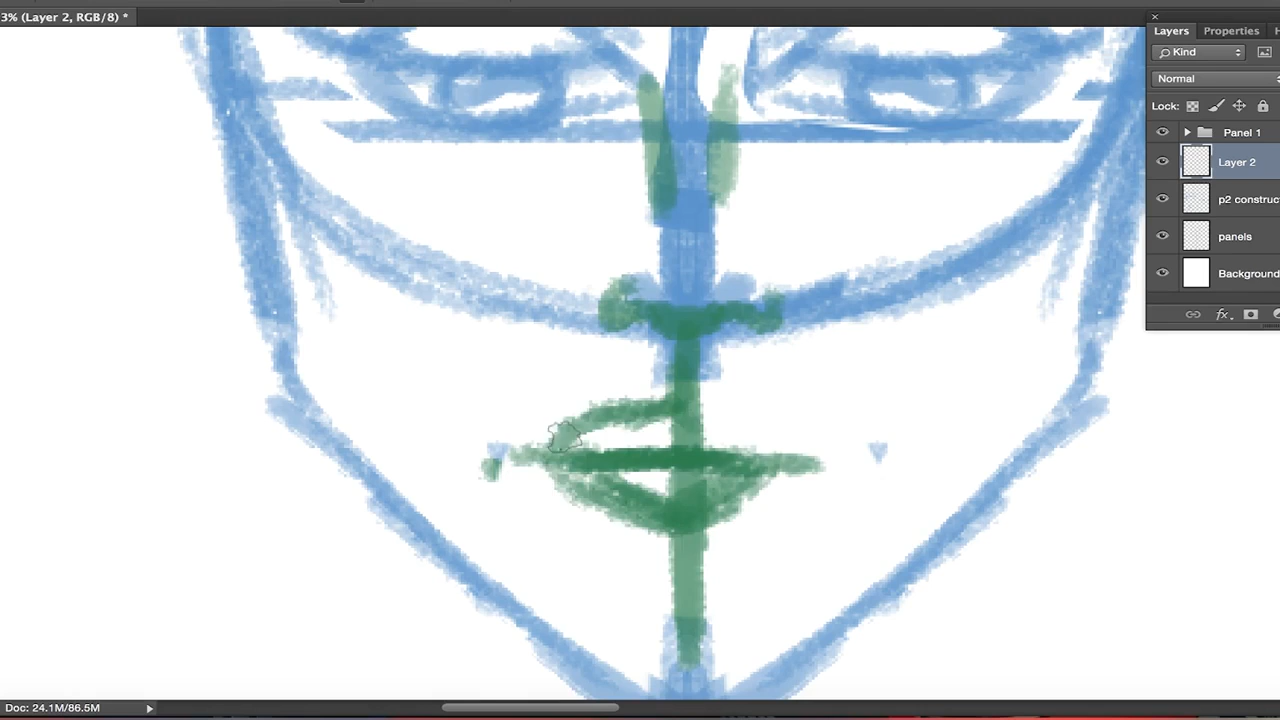 3% (Layer 2, RGB/8) *
Layers Properties
Kind
Normal
Lock:
Panel 1
Layer 2
p2 construc
panels
Background
fx
Doc: 24.1M/86.5M